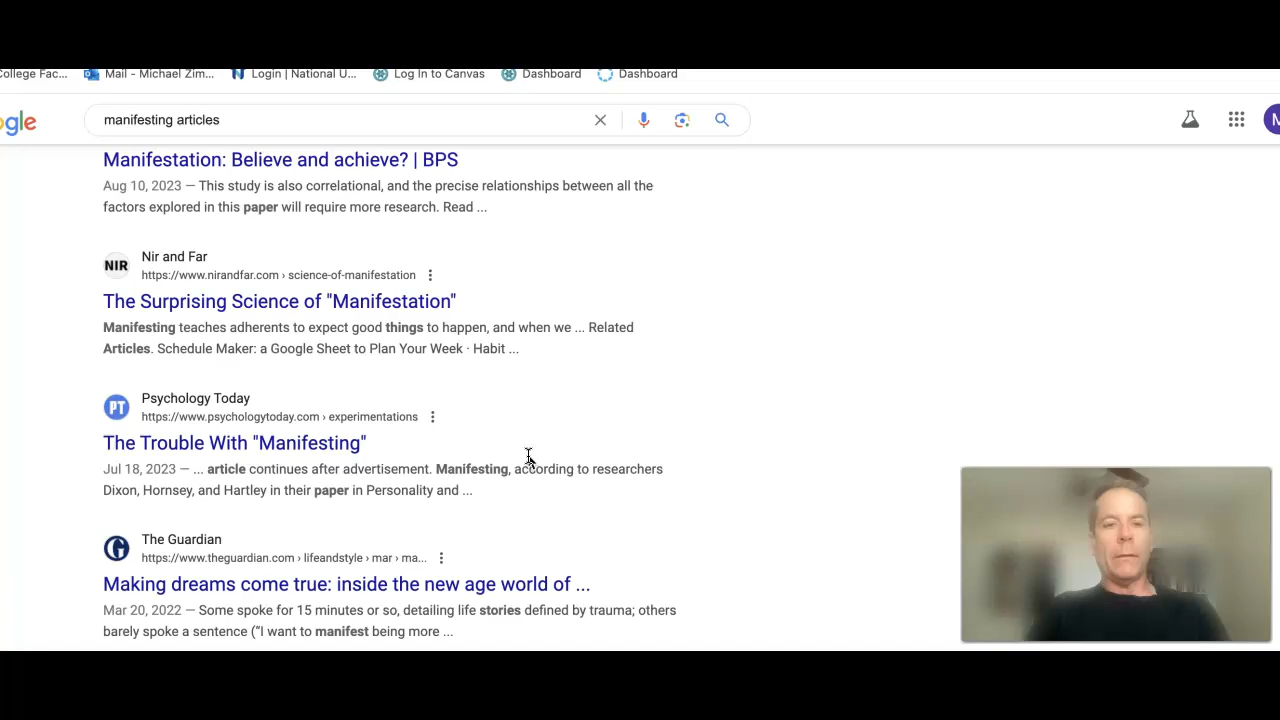 College Fac... Mail - Michael Zim... Login | National U... Log In to Canvas Dashboard Dashboard
ogle manifesting articles M
Manifestation: Believe and achieve? | BPS
Aug 10, 2023 — This study is also correlational, and the precise relationships between all the
factors explored in this paper will require more research. Read ...
Nir and Far
NIR https://www.nirandfar.com › science-of-manifestation
The Surprising Science of "Manifestation"
Manifesting teaches adherents to expect good things to happen, and when we ... Related
Articles. Schedule Maker: a Google Sheet to Plan Your Week · Habit ...
Psychology Today
PT https://www.psychologytoday.com › experimentations
The Trouble With "Manifesting"
Jul 18, 2023 — ... article continues after advertisement. Manifesting, according to researchers
Dixon, Hornsey, and Hartley in their paper in Personality and ...
The Guardian
G https://www.theguardian.com › lifeandstyle › mar › ma...
Making dreams come true: inside the new age world of ...
Mar 20, 2022 — Some spoke for 15 minutes or so, detailing life stories defined by trauma; others
barely spoke a sentence (“I want to manifest being more ...